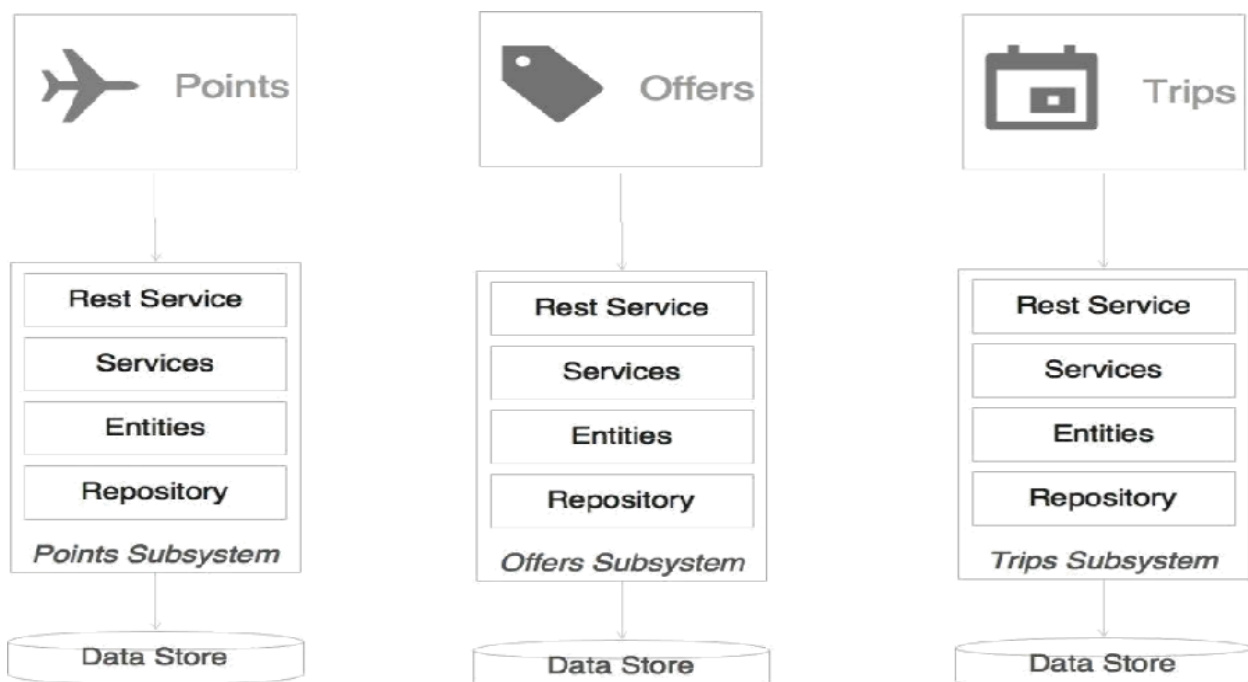 Points
Rest Service
Services
Entities
Repository
Points Subsystem
Data Store
Offers
Rest Service
Services
Entities
Repository
Offers Subsystem
Data Store
Trips
Rest Service
Services
Entities
Repository
Trips Subsystem
Data Store